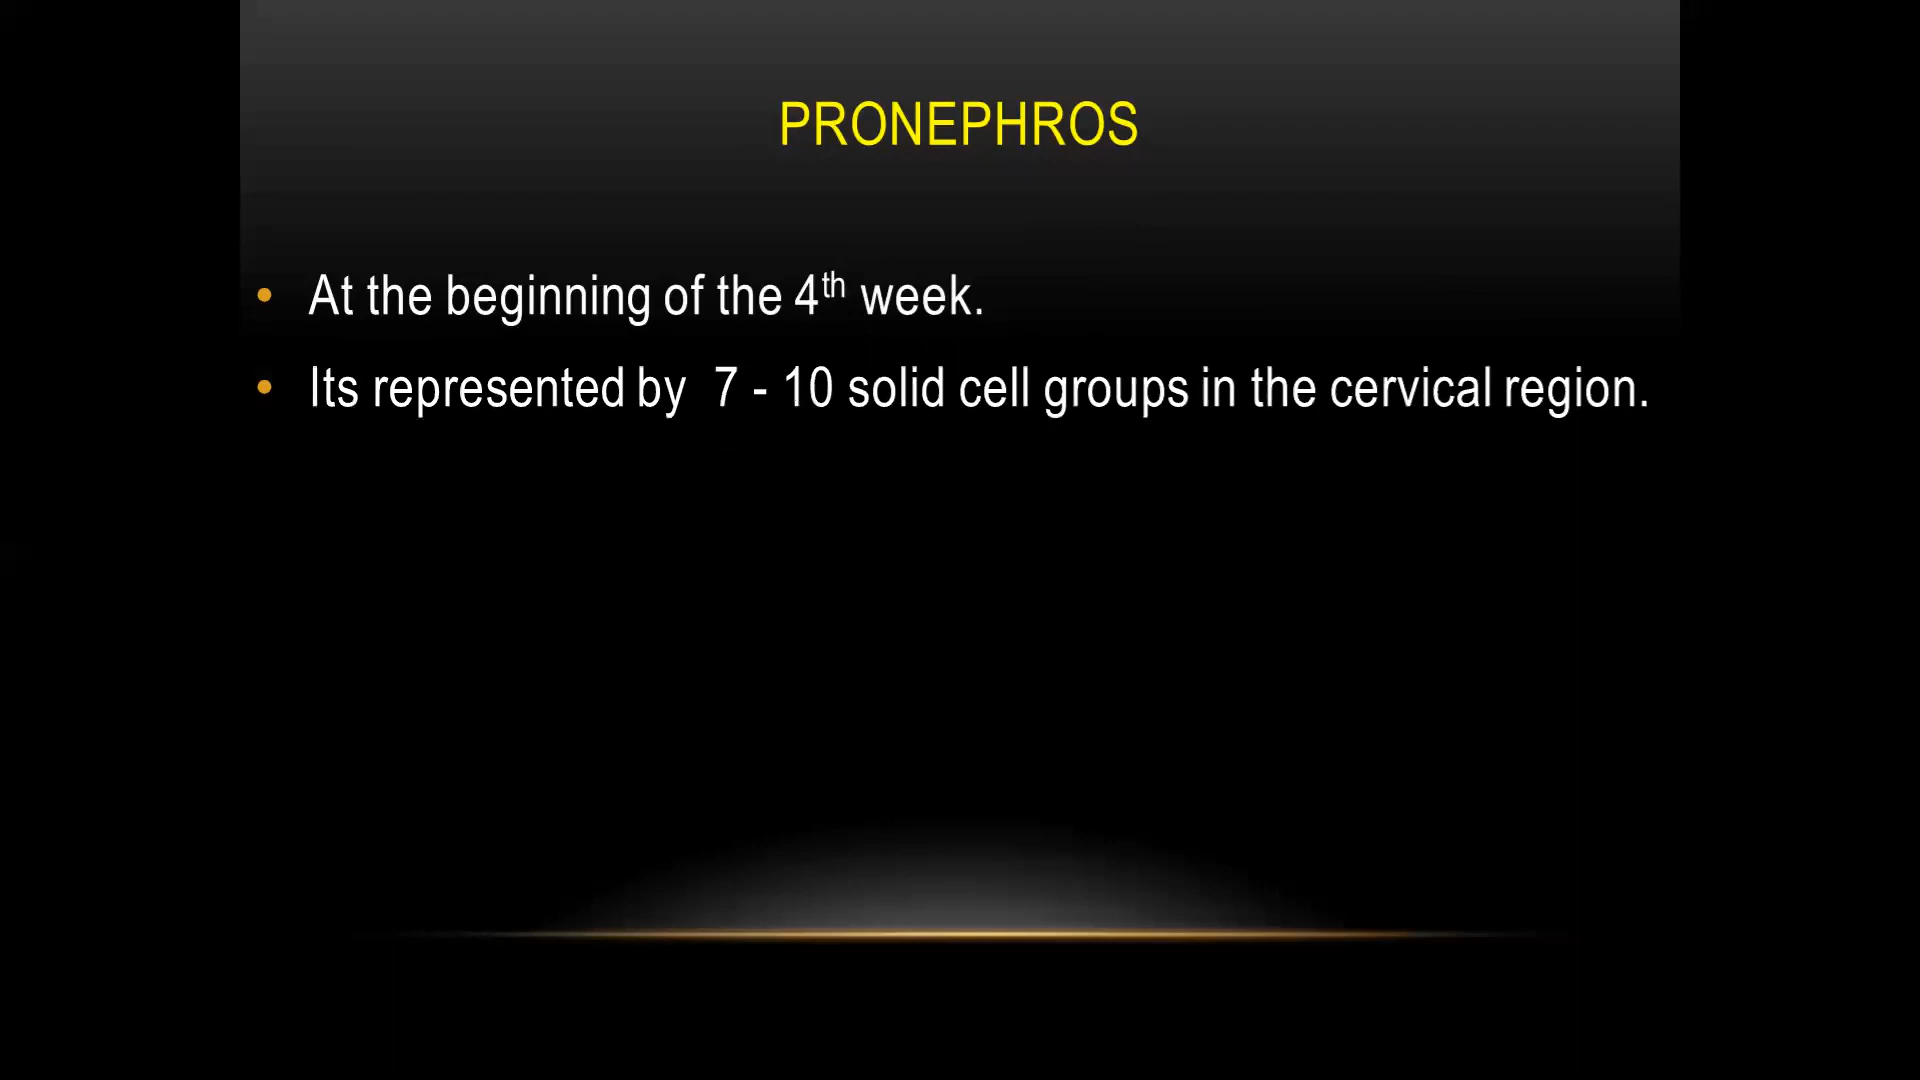 PRONEPHROS
• At the beginning of the 4th week.
• Its represented by 7 - 10 solid cell groups in the cervical region.